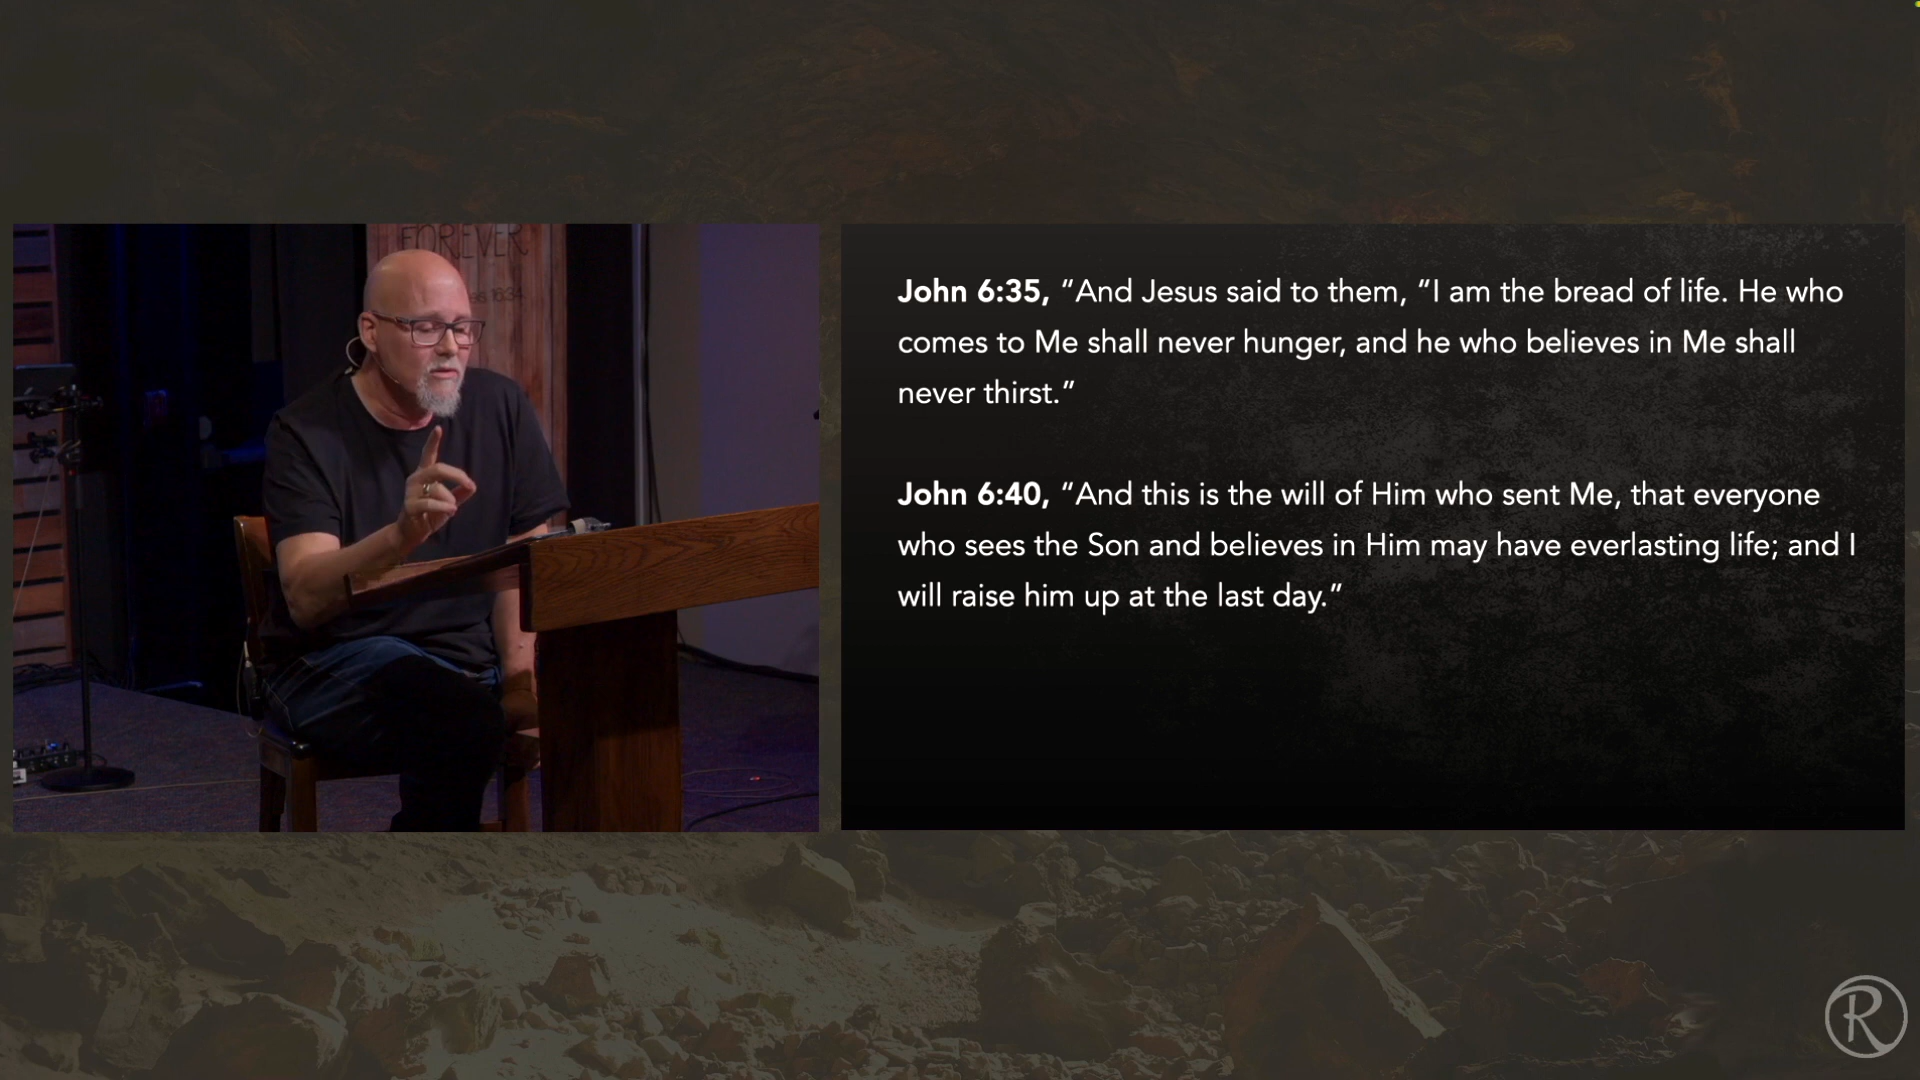 FOREVER
16:34
John 6:35, “And Jesus said to them, “I am the bread of life. He who
comes to Me shall never hunger, and he who believes in Me shall
never thirst.”
John 6:40, “And this is the will of Him who sent Me, that everyone
who sees the Son and believes in Him may have everlasting life; and I
will raise him up at the last day.”
R